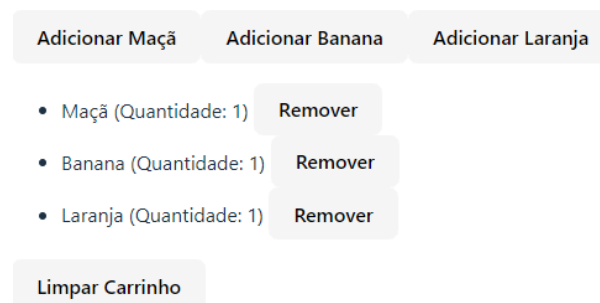 Adicionar Maçã Adicionar Banana Adicionar Laranja
Maçã (Quantidade: 1) Remover
Banana (Quantidade: 1) Remover
Laranja (Quantidade: 1) Remover
Limpar Carrinho